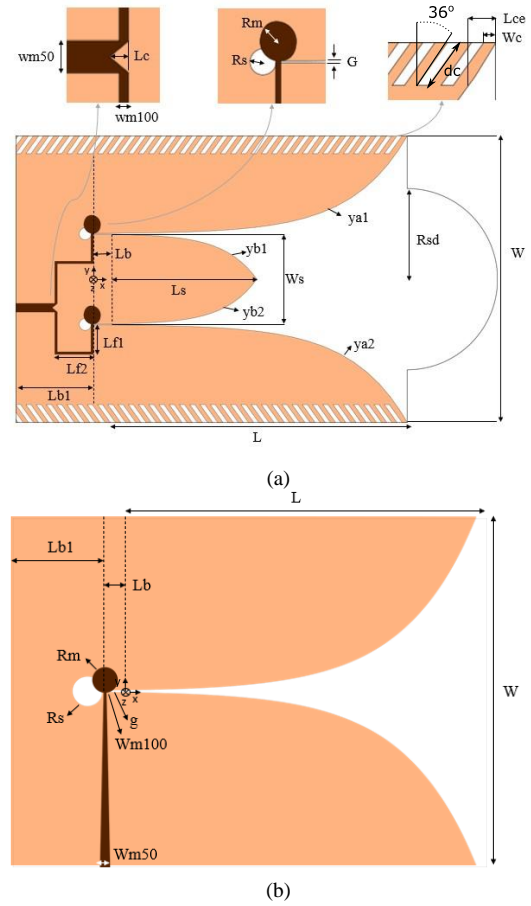 wm50
Lc
wm100
Rm
Rs
G
36°
Lce
Wc
dc
ya1
Lb
yb1
Rsd
W
y
z
x
Ls
Ws
yb2
Lf1
Lf2
ya2
Lb1
L
(a)
L
Lb1
Lb
Rm
y
z
x
W
Rs
g
Wm100
Wm50
(b)